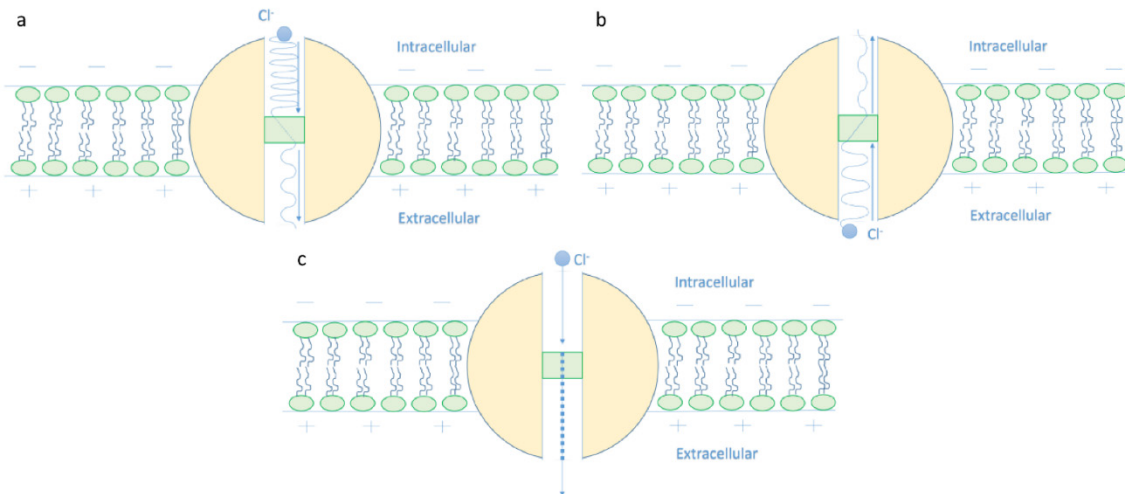 a
Cl-
Intracellular
— — — — —
+ + + + + +
Extracellular
b
Intracellular
— — — — — —
+ + + + + +
Extracellular
Cl-
c
Cl-
Intracellular
— — — — — —
+ + + + + +
Extracellular